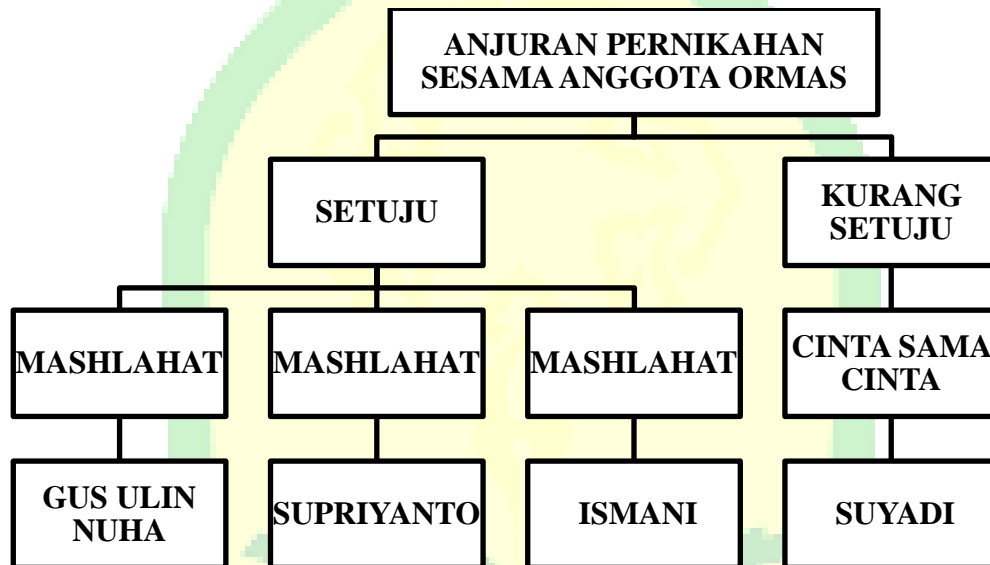 ANJURAN PERNIKAHAN
SESAMA ANGGOTA ORMAS
SETUJU
KURANG
SETUJU
MASHLAHAT
MASHLAHAT
MASHLAHAT
CINTA SAMA
CINTA
GUS ULIN
NUHA
SUPRIYANTO
ISMANI
SUYADI